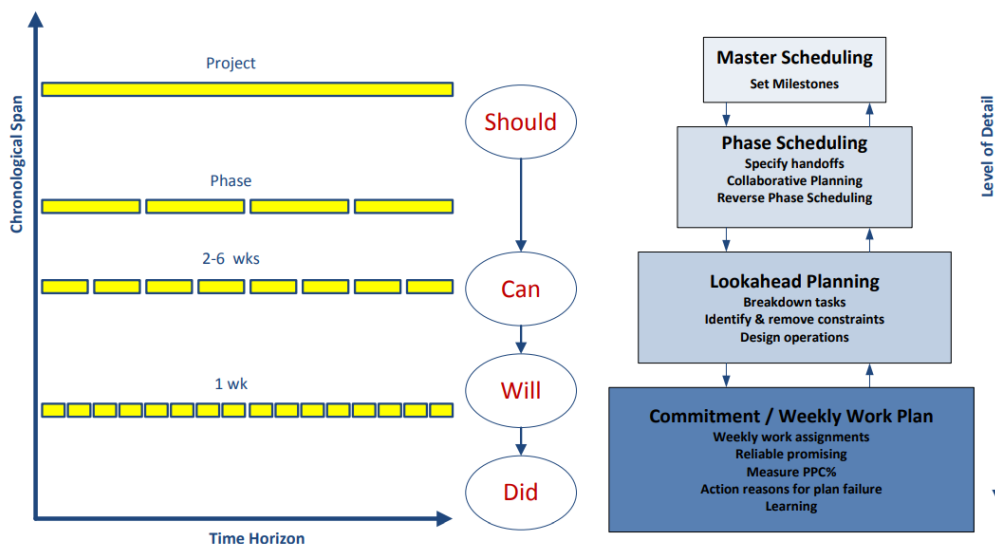 Chronological Span
Project
Phase
2-6 wks
1 wk
Time Horizon
Should
Can
Will
Did
Master Scheduling
Set Milestones
Phase Scheduling
Specify handoffs
Collaborative Planning
Reverse Phase Scheduling
Lookahead Planning
Breakdown tasks
Identify & remove constraints
Design operations
Commitment / Weekly Work Plan
Weekly work assignments
Reliable promising
Measure PPC%
Action reasons for plan failure
Learning
Level of Detail